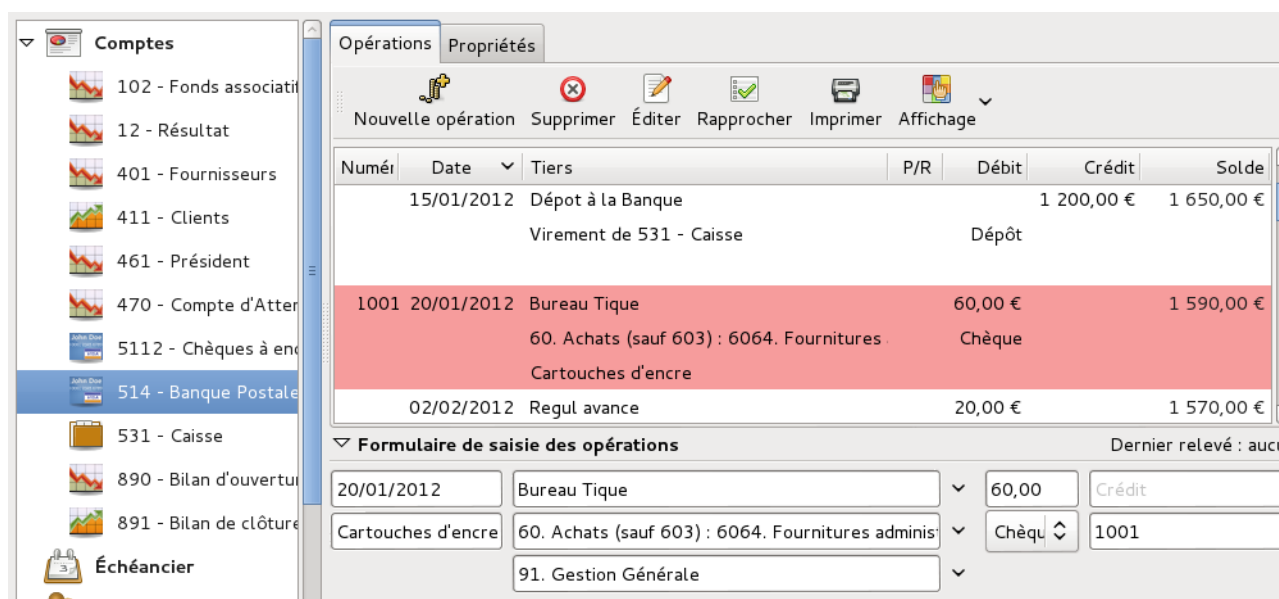 Comptes
102 - Fonds associatif
12 - Résultat
401 - Fournisseurs
411 - Clients
461 - Président
470 - Compte d'Atter
5112 - Chèques à enc
514 - Banque Postale
531 - Caisse
890 - Bilan d'ouvertur
891 - Bilan de clôture
Échéancier
Opérations Propriétés
Nouvelle opération Supprimer Éditer Rapprocher Imprimer Affichage
Numér Date Tiers P/R Débit Crédit Solde
15/01/2012 Dépot à la Banque 1 200,00 € 1 650,00 €
Virement de 531 - Caisse Dépôt
1001 20/01/2012 Bureau Tique 60,00 € 1 590,00 €
60. Achats (sauf 603) : 6064. Fournitures Chèque
Cartouches d'encre
02/02/2012 Regul avance 20,00 € 1 570,00 €
Formulaire de saisie des opérations Dernier relevé : aucu
20/01/2012 Bureau Tique 60,00 Crédit
Cartouches d'encre 60. Achats (sauf 603) : 6064. Fournitures adminis Chèqu 1001
91. Gestion Générale